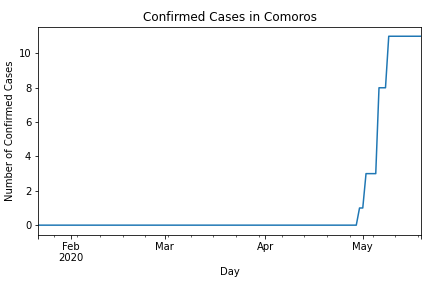 Confirmed Cases in Comoros
Number of Confirmed Cases
10
8
6
4
2
0
Feb
2020
Mar
Apr
May
Day